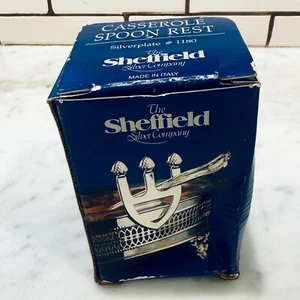 CASSEROLE
SPOON REST
Silverplate # 1180
The
Sheffield
Silver Company
MADE IN ITALY
The
Sheffield
Silver Company